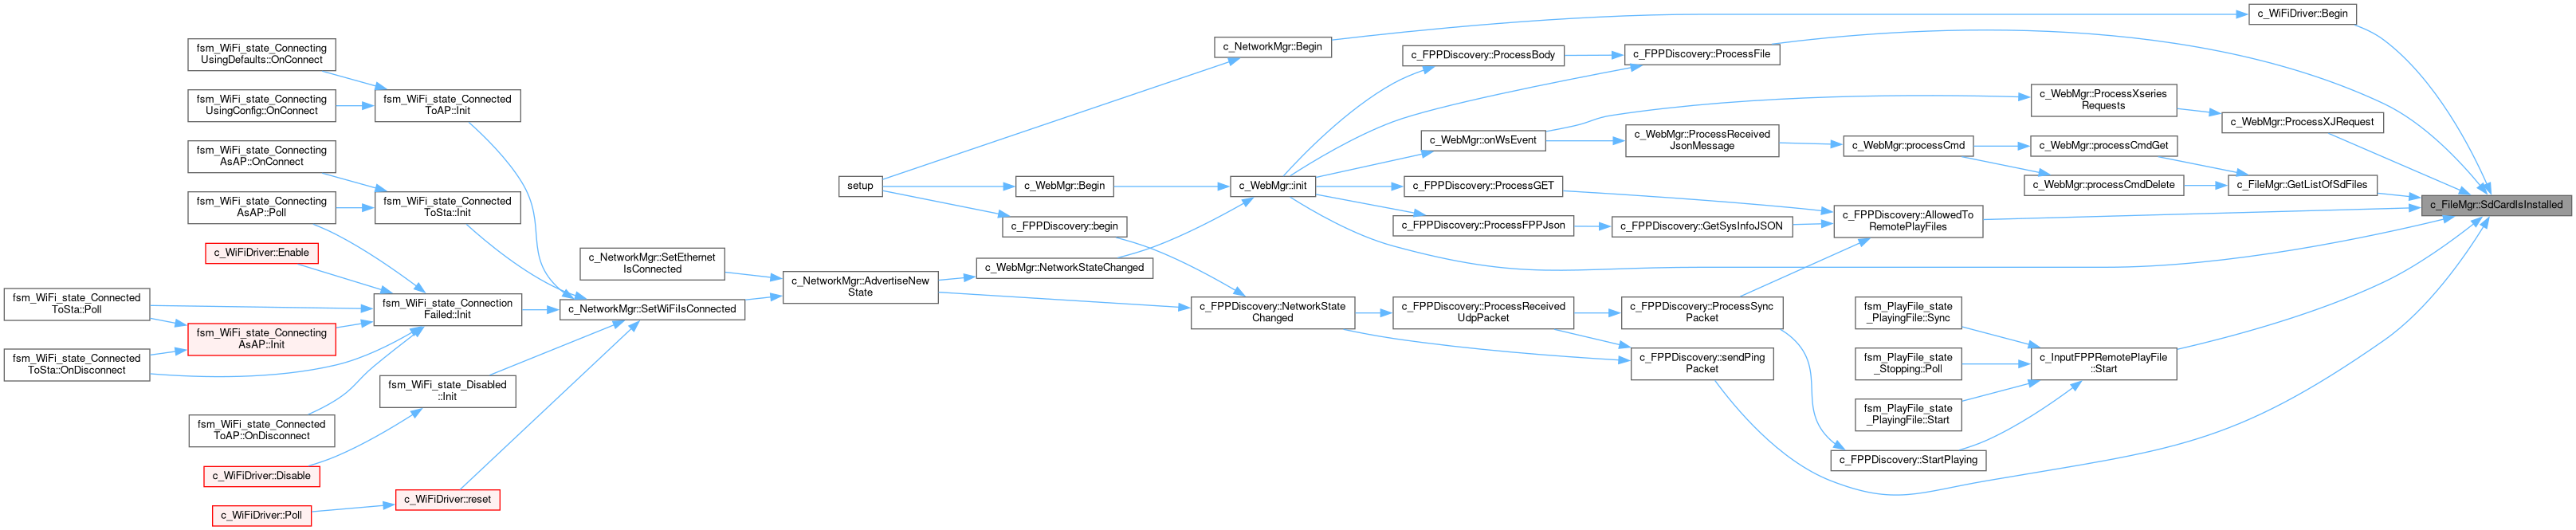 fsm_WiFi_state_Connecting
UsingDefaults::OnConnect
fsm_WiFi_state_Connecting
UsingConfig::OnConnect
fsm_WiFi_state_Connecting
AsAP::OnConnect
fsm_WiFi_state_Connecting
AsAP::Poll
c_WiFiDriver::Enable
fsm_WiFi_state_Connected
ToSta::Poll
fsm_WiFi_state_Connecting
AsAP::Init
fsm_WiFi_state_Connected
ToSta::OnDisconnect
fsm_WiFi_state_Connected
ToAP::OnDisconnect
c_WiFiDriver::Disable
c_WiFiDriver::Poll
fsm_WiFi_state_Connected
ToAP::Init
fsm_WiFi_state_Connected
ToSta::Init
fsm_WiFi_state_Connection
Failed::Init
fsm_WiFi_state_Disabled
::Init
c_WiFiDriver::reset
c_NetworkMgr::SetEthernet
IsConnected
c_NetworkMgr::SetWiFiIsConnected
setup
c_NetworkMgr::AdvertiseNew
State
c_WebMgr::Begin
c_FPPDiscovery::begin
c_WebMgr::NetworkStateChanged
c_NetworkMgr::Begin
c_WebMgr::init
c_FPPDiscovery::NetworkState
Changed
c_FPPDiscovery::ProcessBody
c_WebMgr::onWsEvent
c_FPPDiscovery::ProcessGET
c_FPPDiscovery::ProcessFPPJson
c_FPPDiscovery::ProcessReceived
UdpPacket
c_FPPDiscovery::ProcessFile
c_WebMgr::ProcessReceived
JsonMessage
c_FPPDiscovery::GetSysInfoJSON
c_FPPDiscovery::ProcessSync
Packet
c_FPPDiscovery::sendPing
Packet
c_WebMgr::processCmd
c_FPPDiscovery::AllowedTo
RemotePlayFiles
fsm_PlayFile_state
_PlayingFile::Sync
fsm_PlayFile_state
_Stopping::Poll
fsm_PlayFile_state
_PlayingFile::Start
c_FPPDiscovery::StartPlaying
c_WebMgr::ProcessXseries
Requests
c_WebMgr::processCmdGet
c_WebMgr::processCmdDelete
c_InputFPPRemotePlayFile
::Start
c_WiFiDriver::Begin
c_WebMgr::ProcessXJRequest
c_FileMgr::GetListOfSdFiles
c_FileMgr::SdCardIsInstalled